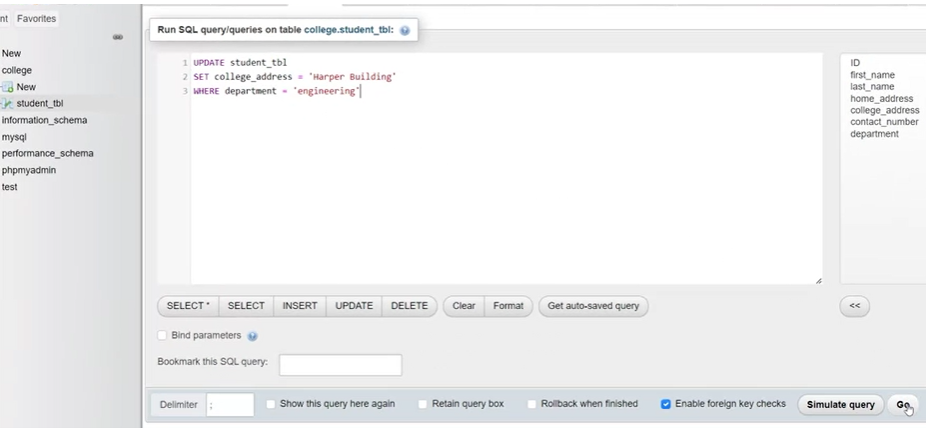 nt Favorites
New
college
New
student_tbl
information_schema
mysql
performance_schema
phpmyadmin
test
Run SQL query/queries on table college.student_tbl:
1 UPDATE student_tbl
2 SET college_address = 'Harper Building'
3 WHERE department = 'engineering'
ID
first_name
last_name
home_address
college_address
contact_number
department
SELECT * SELECT INSERT UPDATE DELETE Clear Format Get auto-saved query <<
Bind parameters
Bookmark this SQL query:
Delimiter ; Show this query here again Retain query box Rollback when finished Enable foreign key checks Simulate query Go